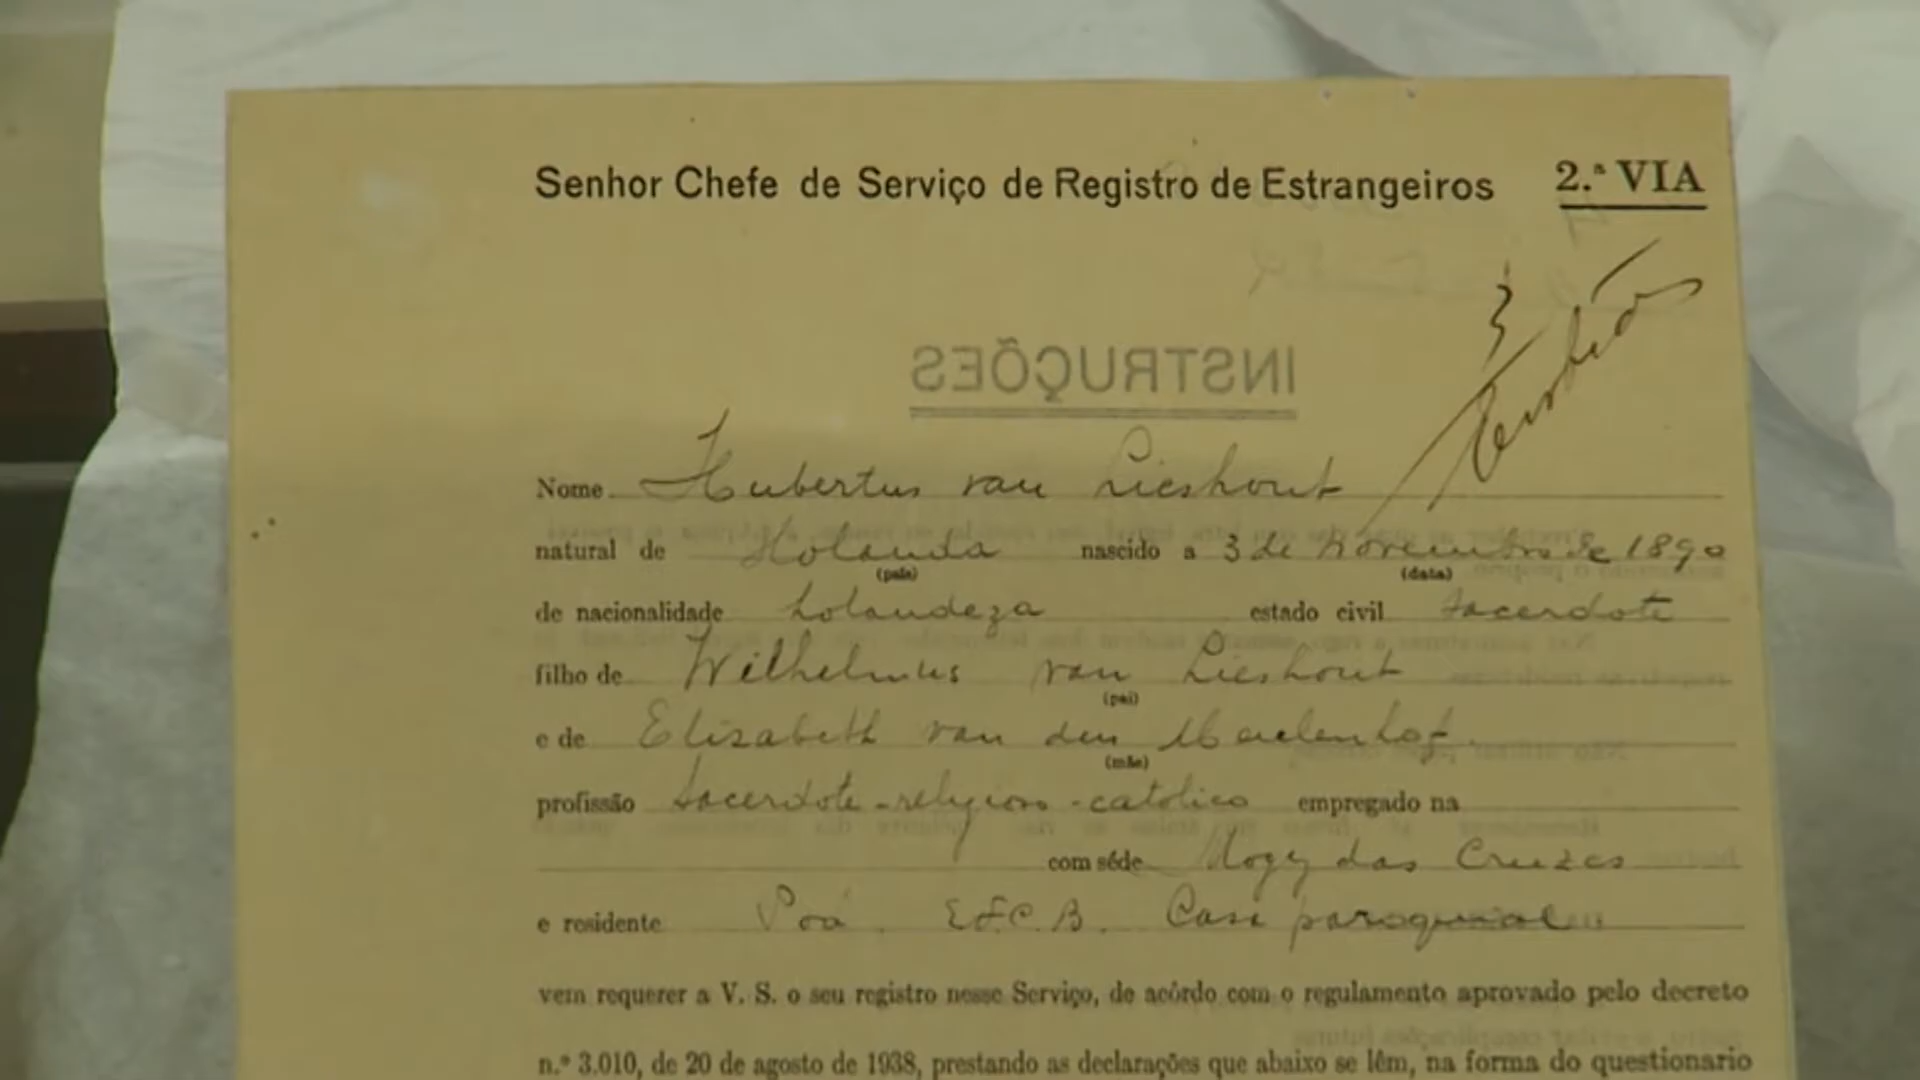 Senhor Chefe de Serviço de Registro de Estrangeiros 2.ª VIA
INSTRUÇÕES
Nome Hubertus van Lieshout
natural de Holanda nascido a 3 de novembro de 1890
(país) (data)
de nacionalidade holandeza estado civil sacerdote
filho de Wilhelmus van Lieshout
(pai)
e de Elizabeth van den Meulenhof
(mãe)
profissão sacerdote-religioso-catolico empregado na
com séde Mogy das Cruzes
e residente Poá. E.F.C.B. Casa paroquial
vem requerer a V. S. o seu registro nesse Serviço, de acôrdo com o regulamento aprovado pelo decreto
n.º 3.010, de 20 de agosto de 1938, prestando as declarações que abaixo se lêm, na forma do questionario